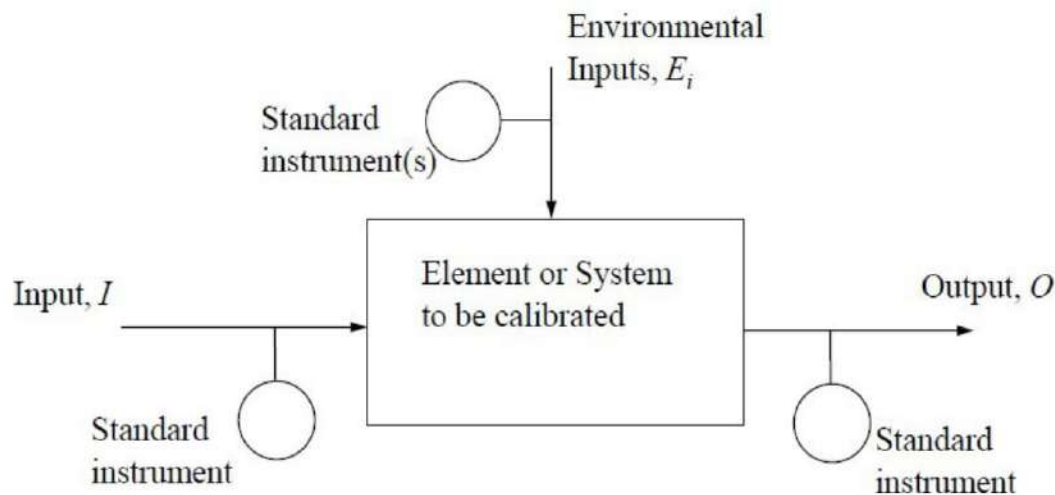 Environmental
Inputs, E_i
Standard
instrument(s)
Element or System
to be calibrated
Input, I
Output, O
Standard
instrument
Standard
instrument